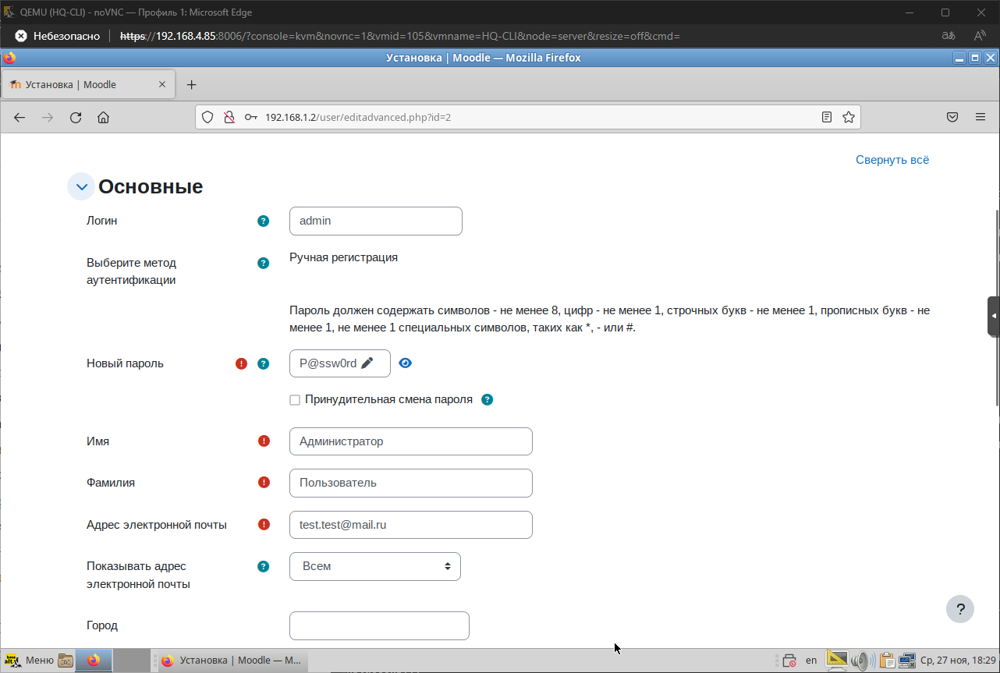 QEMU (HQ-CLI) - noVNC — Профиль 1: Microsoft Edge
Небезопасно https://192.168.4.85:8006/?console=kvm&novnc=1&vmid=105&vmname=HQ-CLI&node=server&resize=off&cmd=
Установка | Moodle — Mozilla Firefox
Установка | Moodle
192.168.1.2/user/editadvanced.php?id=2
Свернуть всё
Основные
Логин
admin
Выберите метод
аутентификации
Ручная регистрация
Пароль должен содержать символов - не менее 8, цифр - не менее 1, строчных букв - не менее 1, прописных букв - не
менее 1, не менее 1 специальных символов, таких как *, - или #.
Новый пароль
P@ssw0rd
Принудительная смена пароля
Имя
Администратор
Фамилия
Пользователь
Адрес электронной почты
test.test@mail.ru
Показывать адрес
электронной почты
Всем
Город
Меню
Установка | Moodle — M...
en
Ср, 27 ноя, 18:29